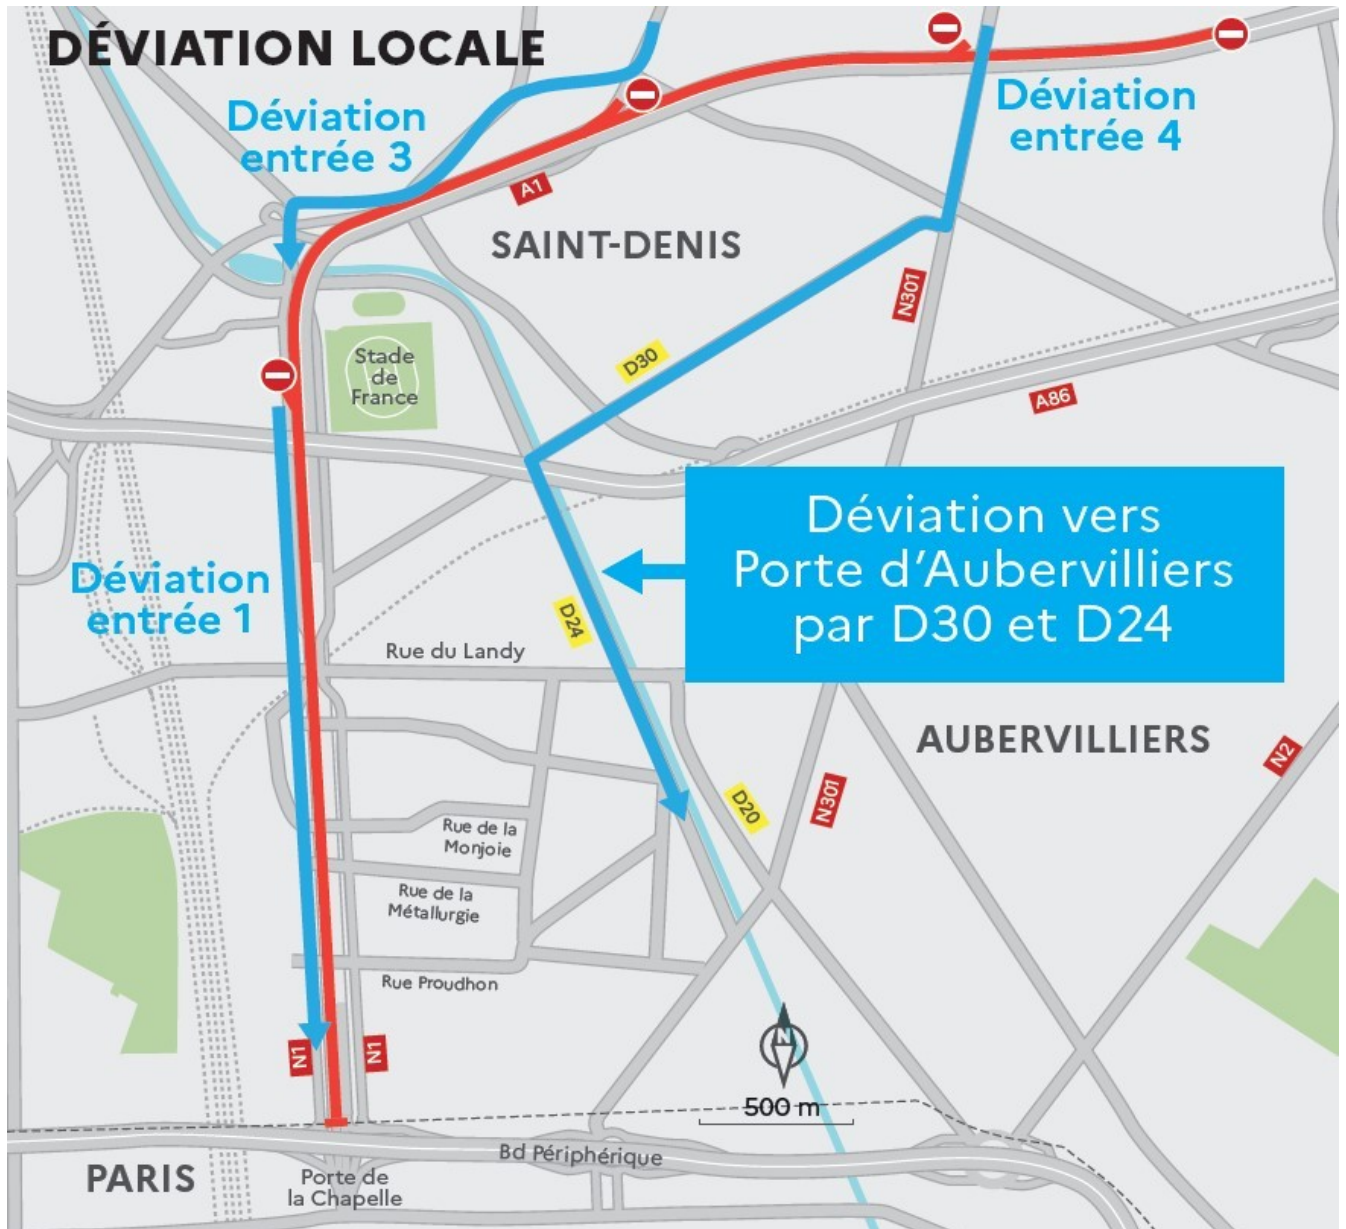 DÉVIATION LOCALE
Déviation
entrée 3
Déviation
entrée 4
A1
SAINT-DENIS
N301
Stade
de
France
D30
A86
Déviation vers
Porte d'Aubervilliers
par D30 et D24
Déviation
entrée 1
D24
Rue du Landy
AUBERVILLIERS
N2
D20
N301
Rue de la
Monjoie
Rue de la
Métallurgie
Rue Proudhon
N1
N1
N
500 m
Bd Périphérique
PARIS
Porte de
la Chapelle